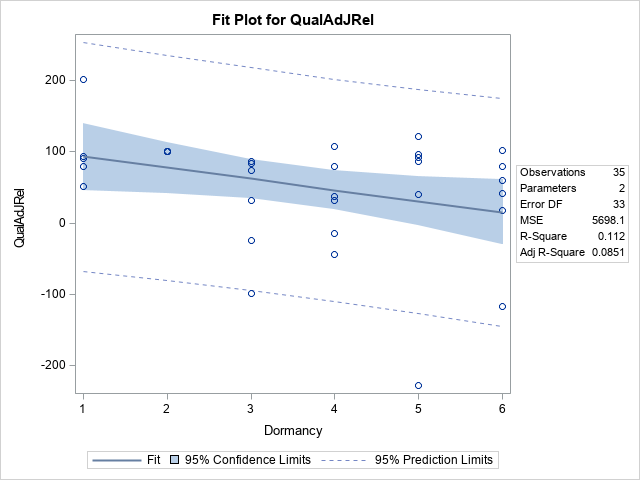 Fit Plot for QualAdJRel
200
100
0
-100
-200
QualAdJRel
1 2 3 4 5 6
Dormancy
Observations 35
Parameters 2
Error DF 33
MSE 5698.1
R-Square 0.112
Adj R-Square 0.0851
Fit 95% Confidence Limits 95% Prediction Limits